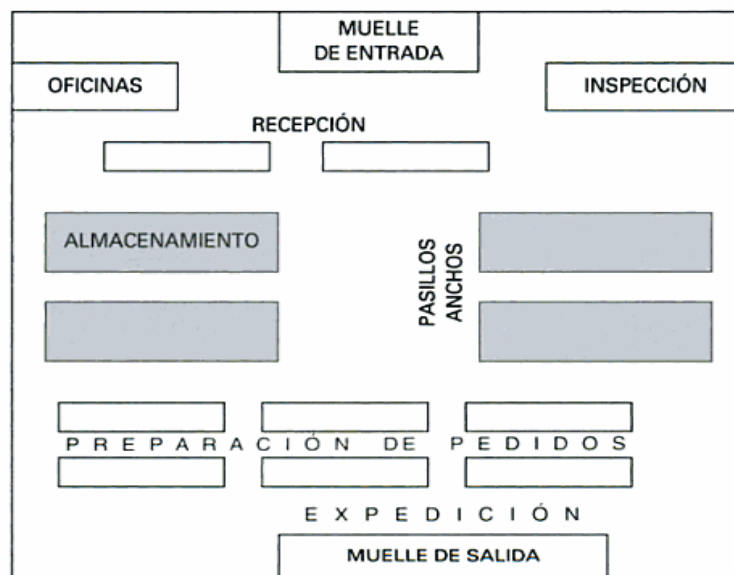 MUELLE
DE ENTRADA
OFICINAS
INSPECCIÓN
RECEPCIÓN
ALMACENAMIENTO
PASILLOS
ANCHOS
PREPARACIÓN DE PEDIDOS
EXPEDICIÓN
MUELLE DE SALIDA